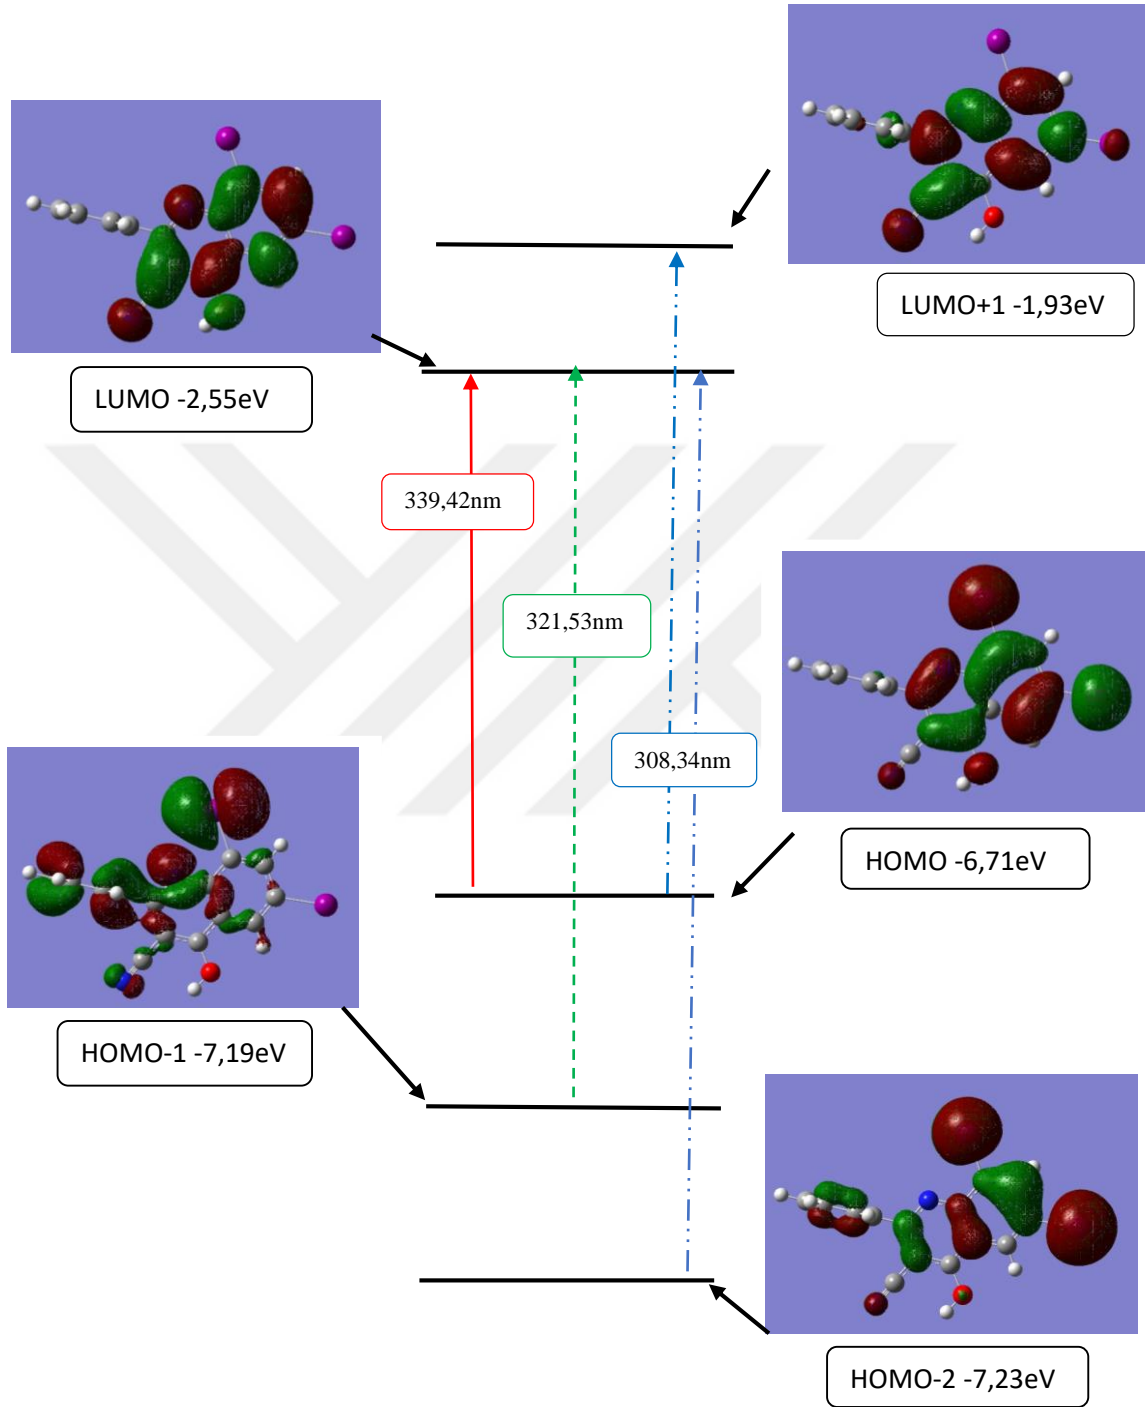 LUMO+1 -1,93eV
LUMO -2,55eV
339,42nm
321,53nm
308,34nm
HOMO -6,71eV
HOMO-1 -7,19eV
HOMO-2 -7,23eV